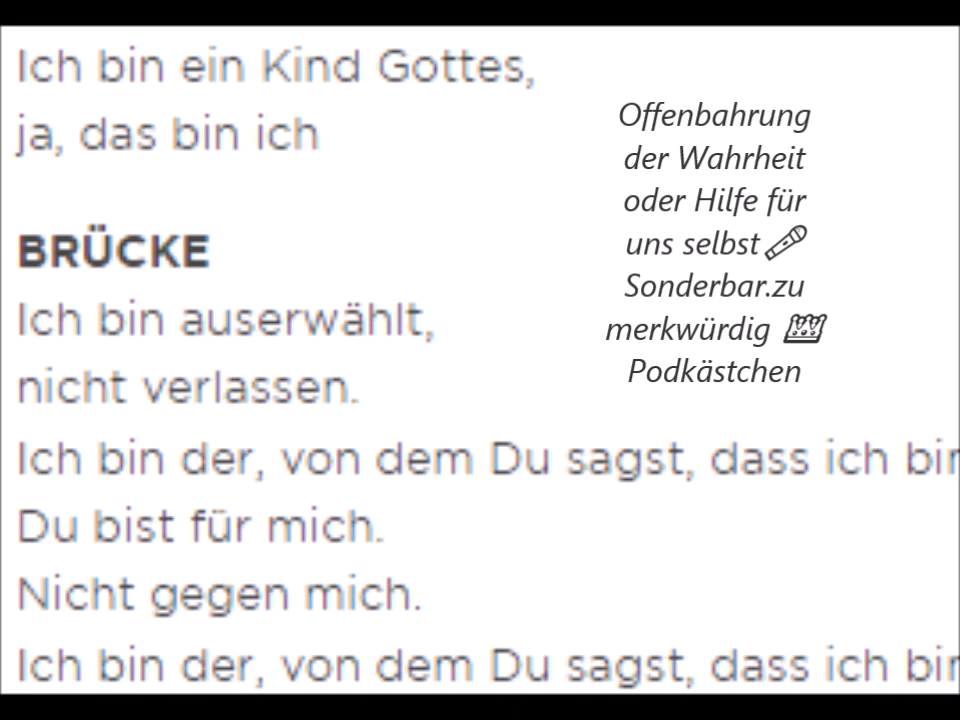 Ich bin ein Kind Gottes,
ja, das bin ich
BRÜCKE
Ich bin auserwählt,
nicht verlassen.
Ich bin der, von dem Du sagst, dass ich bin
Du bist für mich.
Nicht gegen mich.
Ich bin der, von dem Du sagst, dass ich bin
Offenbahrung
der Wahrheit
oder Hilfe für
uns selbst
Sonderbar.zu
merkwürdig
Podkästchen